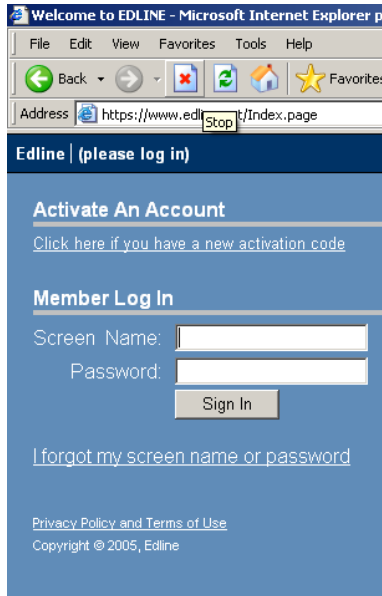 Welcome to EDLINE - Microsoft Internet Explorer p
File Edit View Favorites Tools Help
Back Favorites
Address https://www.edli t/Index.page
Stop
Edline | (please log in)
Activate An Account
Click here if you have a new activation code
Member Log In
Screen Name:
Password:
Sign In
I forgot my screen name or password
Privacy Policy and Terms of Use
Copyright © 2005, Edline